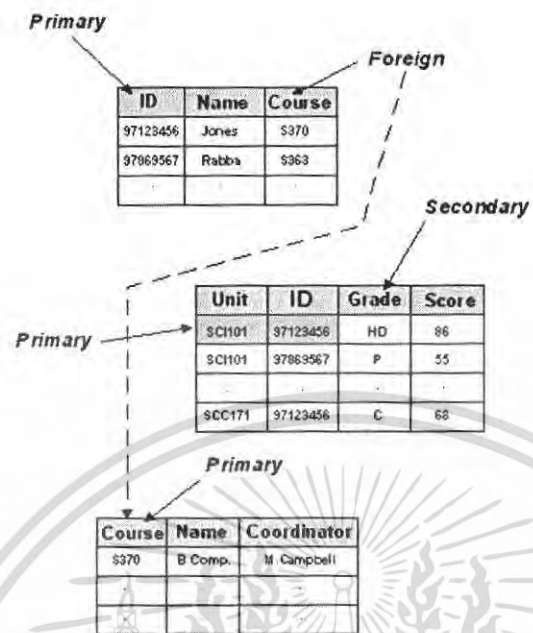 Primary
Foreign
ID Name Course
97123456 Jones S370
97869567 Rabba S363
Secondary
Unit ID Grade Score
Primary
SCI101 97123456 HD 86
SCI101 97869567 P 55
SCC171 97123456 C 68
Primary
Course Name Coordinator
S370 B Comp. M Campbell